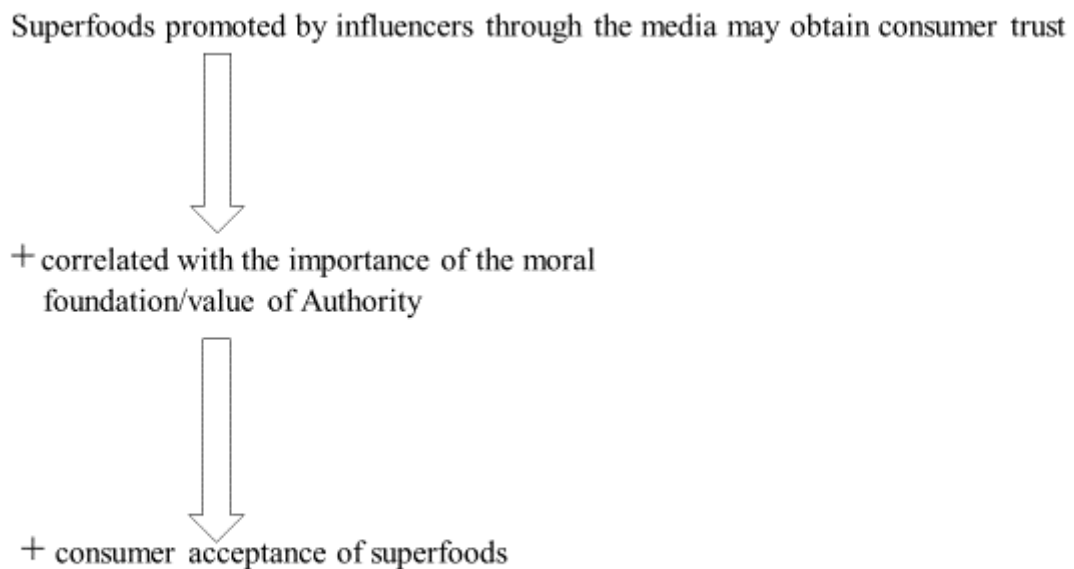 Superfoods promoted by influencers through the media may obtain consumer trust
+ correlated with the importance of the moral
foundation/value of Authority
+ consumer acceptance of superfoods